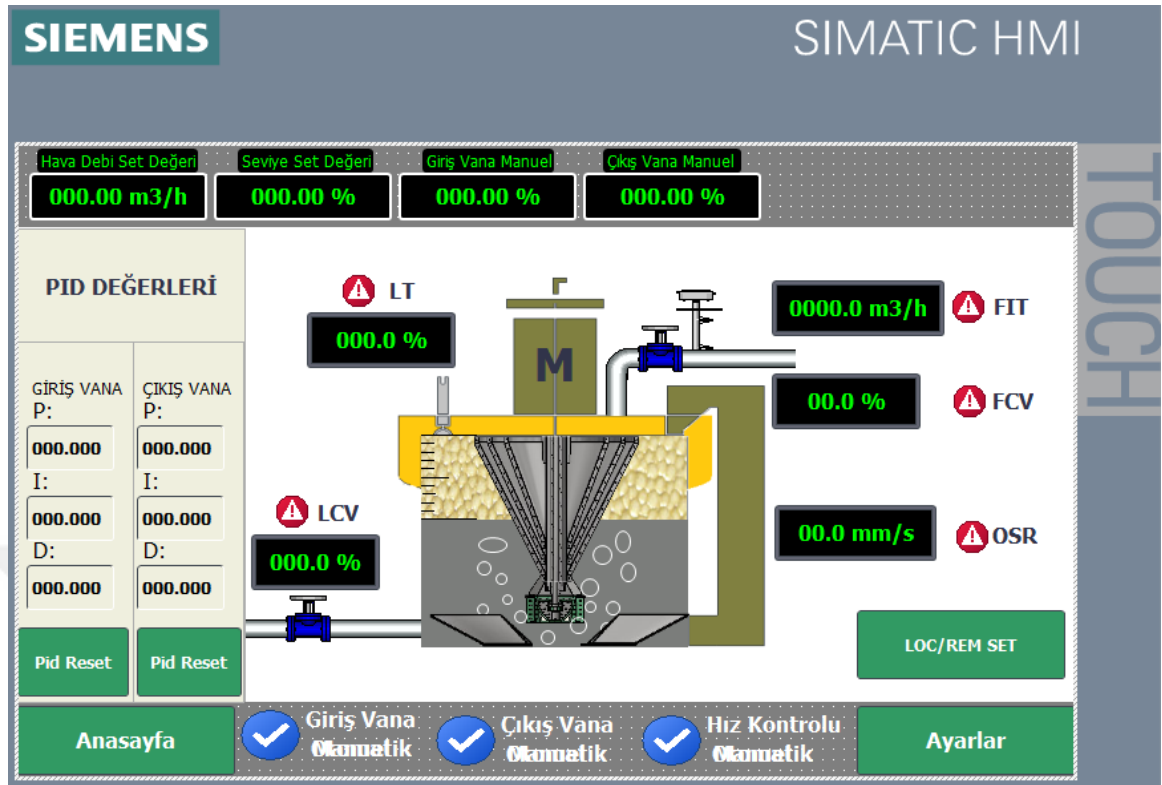 SIEMENS
SIMATIC HMI
TOUCH
Hava Debi Set Değeri
Seviye Set Değeri
Giriş Vana Manuel
Çıkış Vana Manuel
000.00 m3/h
000.00 %
000.00 %
000.00 %
PID DEĞERLERİ
GİRİŞ VANA
ÇIKIŞ VANA
P:
P:
000.000
000.000
I:
I:
000.000
000.000
D:
D:
000.000
000.000
Pid Reset
Pid Reset
LT
000.0 %
M
LCV
000.0 %
0000.0 m3/h
FIT
00.0 %
FCV
00.0 mm/s
OSR
LOC/REM SET
Anasayfa
Giriş Vana
Çıkış Vana
Hız Kontrolu
Ayarlar